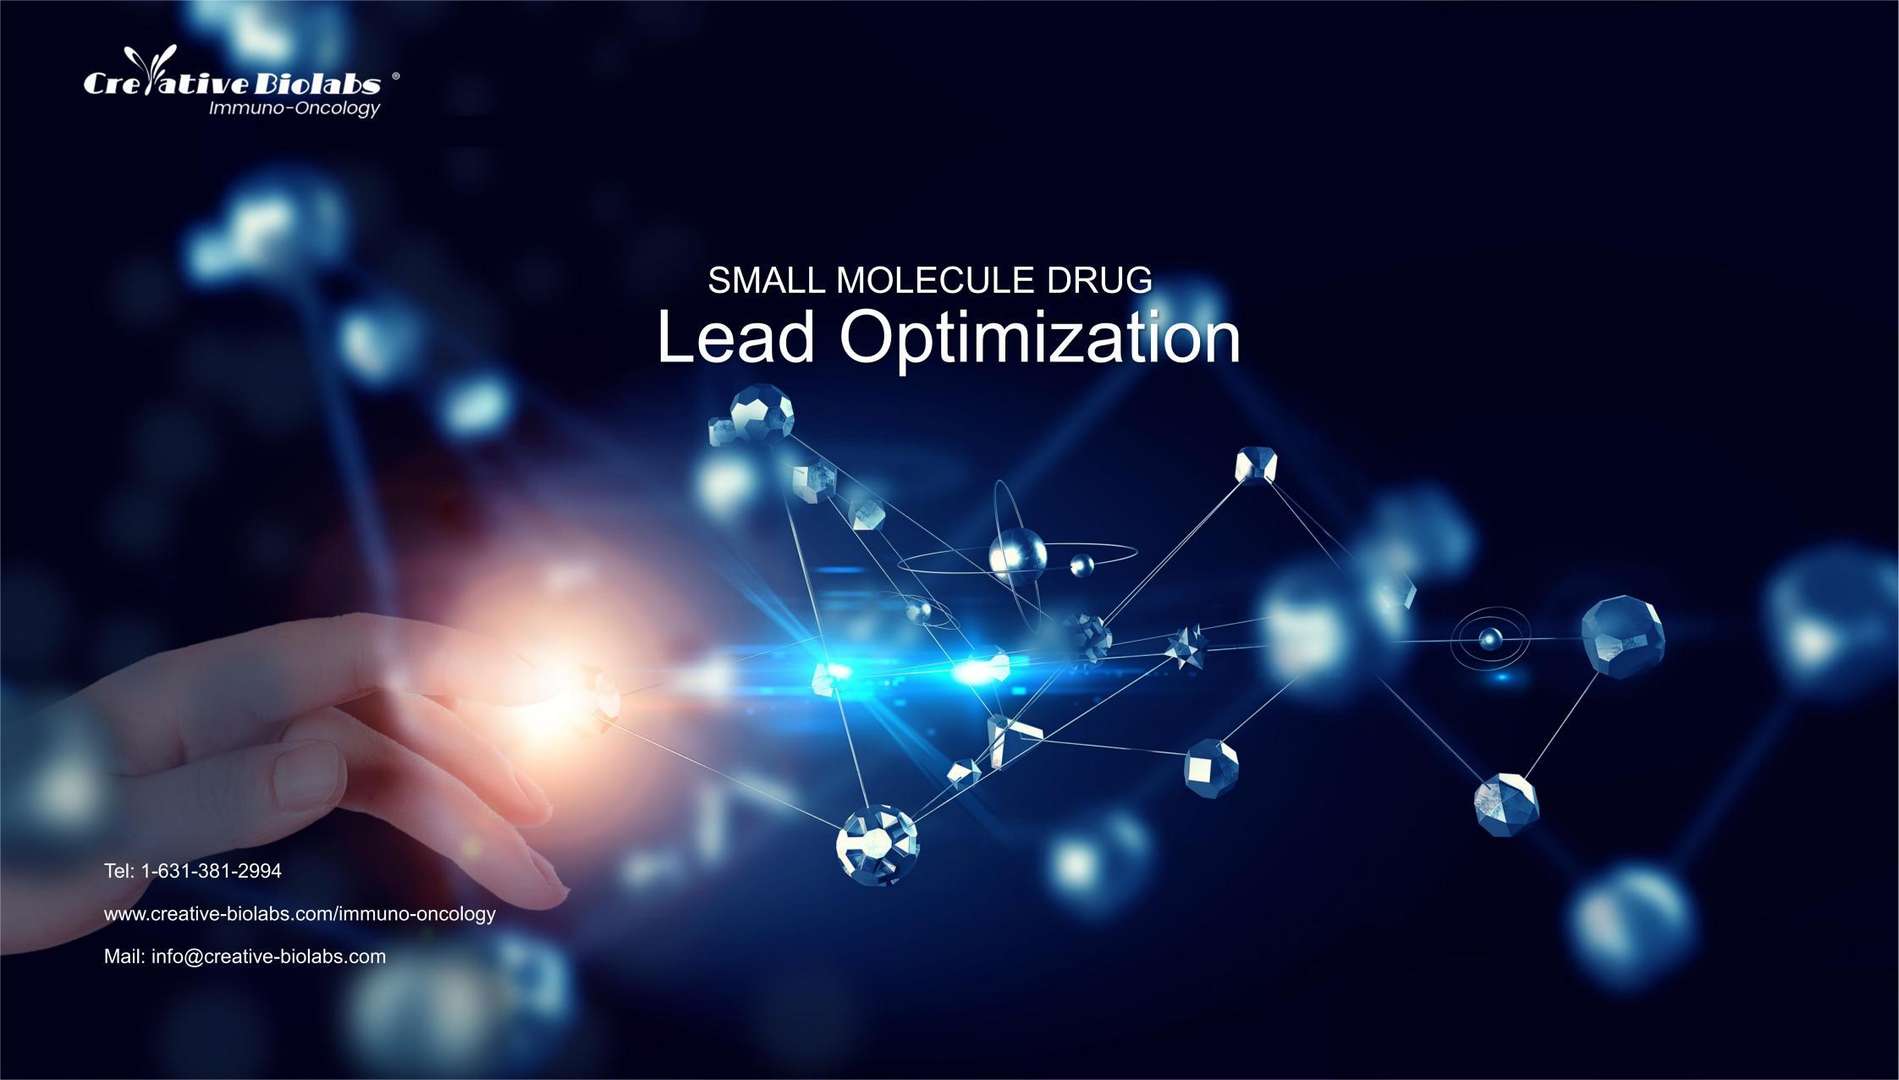 Creative Biolabs ®
Immuno-Oncology
SMALL MOLECULE DRUG
Lead Optimization
Tel: 1-631-381-2994
www.creative-biolabs.com/immuno-oncology
Mail: info@creative-biolabs.com